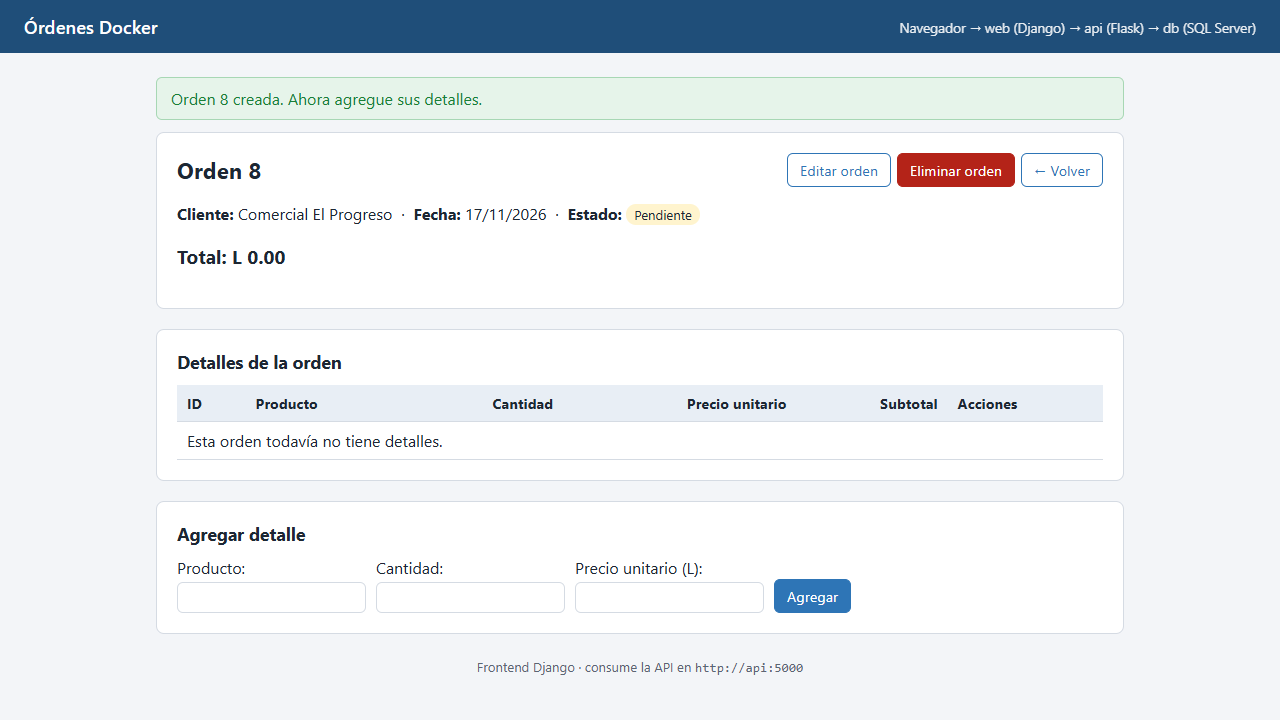 Órdenes Docker
Navegador → web (Django) → api (Flask) → db (SQL Server)
Orden 8 creada. Ahora agregue sus detalles.
Orden 8
Editar orden
Eliminar orden
← Volver
Cliente: Comercial El Progreso · Fecha: 17/11/2026 · Estado: Pendiente
Total: L 0.00
Detalles de la orden
ID Producto Cantidad Precio unitario Subtotal Acciones
Esta orden todavía no tiene detalles.
Agregar detalle
Producto: Cantidad: Precio unitario (L):
Agregar
Frontend Django · consume la API en http://api:5000